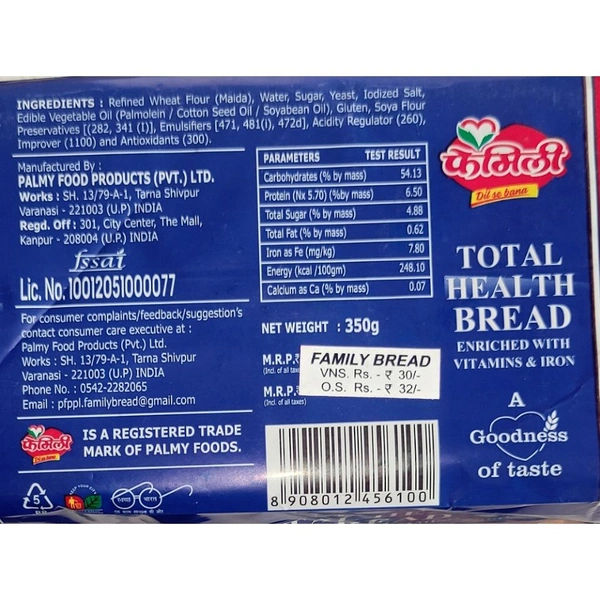 INGREDIENTS : Refined Wheat Flour (Maida), Water, Sugar, Yeast, Iodized Salt,
Edible Vegetable Oil (Palmolein / Cotton Seed Oil / Soyabean Oil), Gluten, Soya Flour
Preservatives [(282, 341 (1)], Emulsifiers [471, 481(i), 472d], Acidity Regulator (260),
Improver (1100) and Antioxidants (300).
Manufactured By :
PALMY FOOD PRODUCTS (PVT.) LTD.
Works : SH. 13/79-A-1, Tarna Shivpur
Varanasi - 221003 (U.P.) INDIA
Regd. Off : 301, City Center, The Mall,
Kanpur - 208004 (U.P.) INDIA
fssai
Lic. No. 10012051000077
For consumer complaints/feedback/suggestion's
contact consumer care executive at :
Palmy Food Products (Pvt.) Ltd.
Works : SH. 13/79-A-1, Tarna Shivpur
Varanasi - 221003 (U.P.) INDIA
Phone No. : 0542-2282065
Email : pfppl.familybread@gmail.com
फैमिली
Dil se bana
IS A REGISTERED TRADE
MARK OF PALMY FOODS.
5
स्वच्छ भारत
PARAMETERS TEST RESULT
Carbohydrates (% by mass) 54.13
Protein (Nx 5.70) (%by mass) 6.50
Total Sugar (% by mass) 4.88
Total Fat (% by mass) 0.62
Iron as Fe (mg/kg) 7.80
Energy (kcal /100gm) 248.10
Calcium as Ca (% by mass) 0.07
NET WEIGHT : 350g
M.R.P.₹
(Incl. of all taxes)
M.R.P.
(Incl. of all taxes)
FAMILY BREAD
VNS. Rs. - ₹ 30/-
O.S. Rs. - ₹ 32/-
8 908012 456100
फैमिली
Dil se bana
TOTAL
HEALTH
BREAD
ENRICHED WITH
VITAMINS & IRON
A
Goodness
of taste